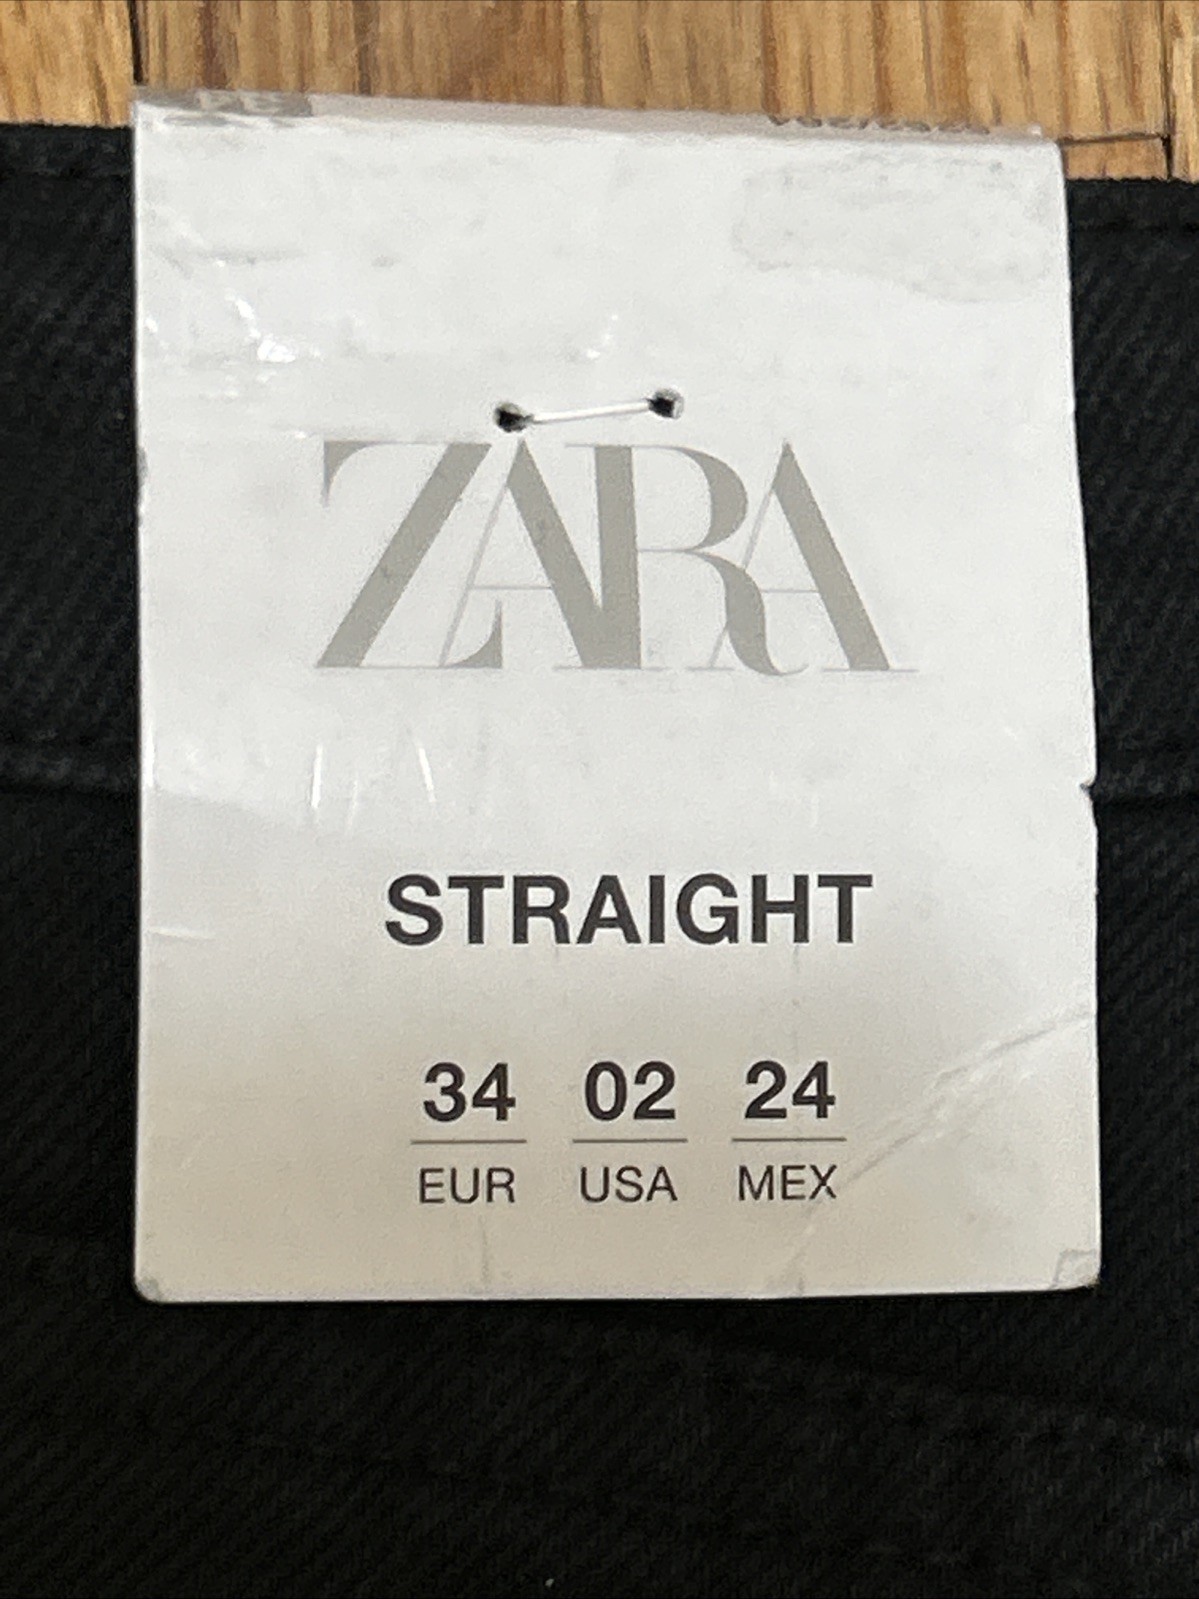 ZARA
STRAIGHT
34 02 24
EUR USA MEX